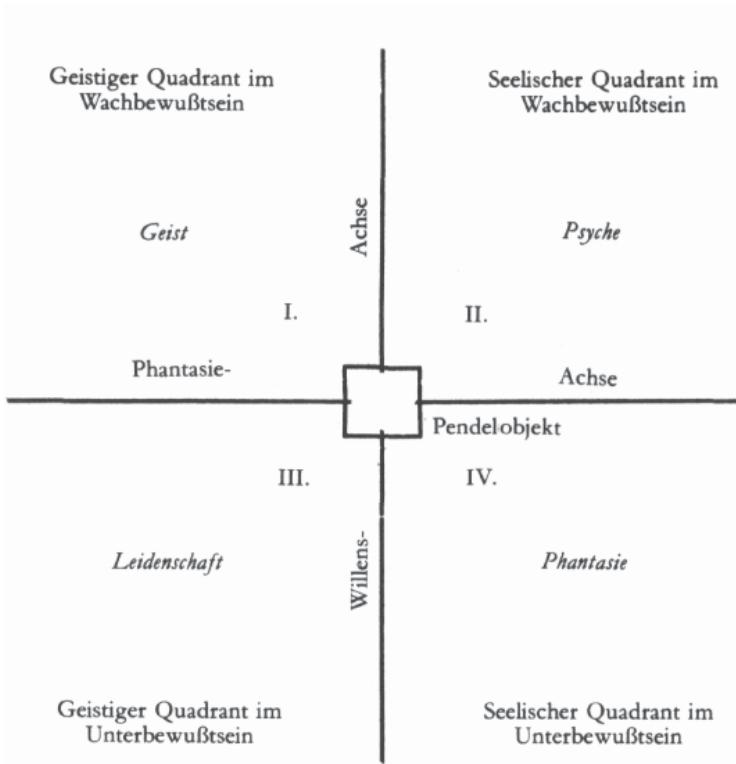 Geistiger Quadrant im
Wachbewußtsein
Seelischer Quadrant im
Wachbewußtsein
Geist
Achse
Psyche
I.
II.
Phantasie-
Achse
Pendelobjekt
III.
IV.
Leidenschaft
Willens-
Phantasie
Geistiger Quadrant im
Unterbewußtsein
Seelischer Quadrant im
Unterbewußtsein